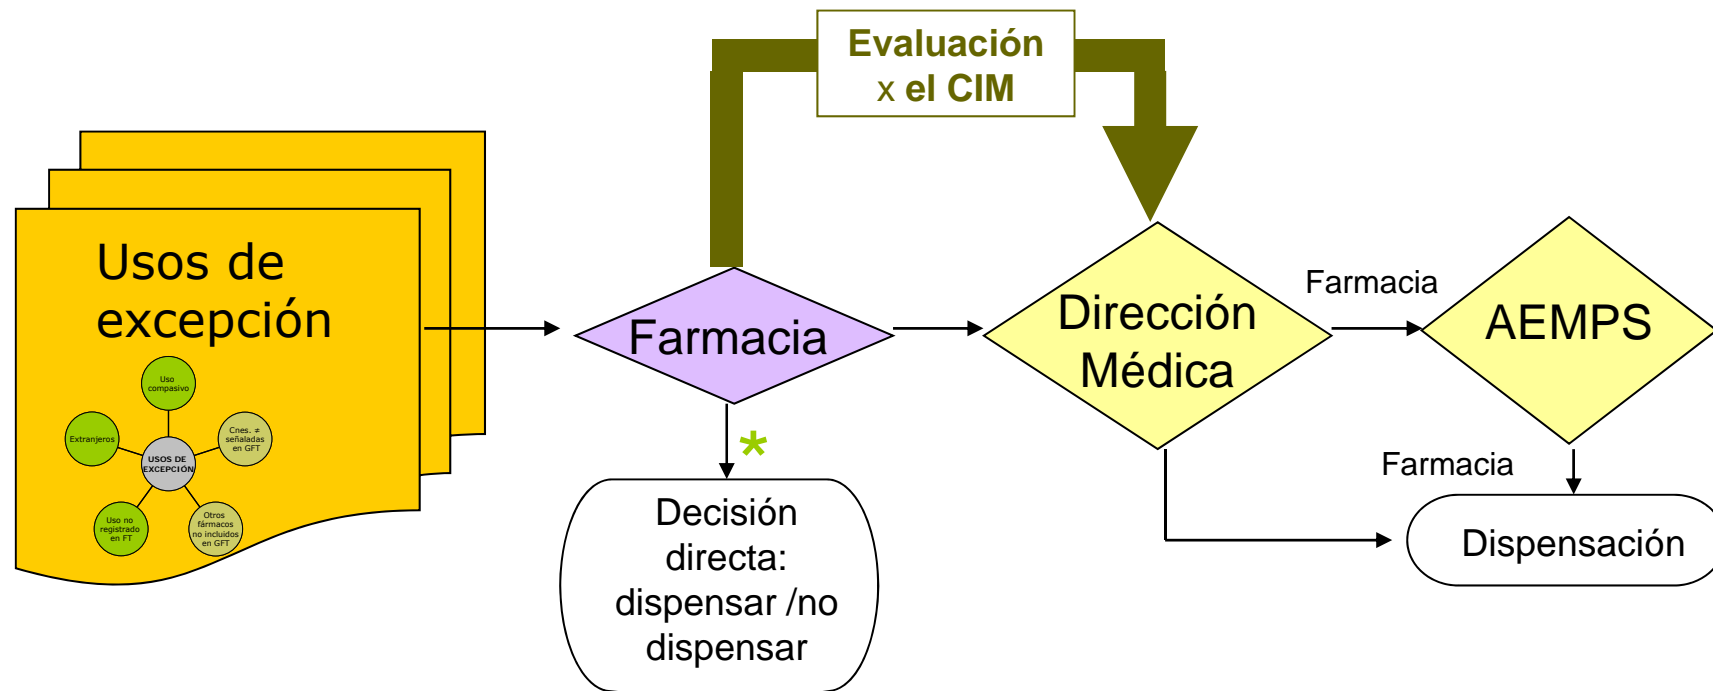 Evaluación
x el CIM
Usos de
excepción
Uso
compasivo
Extranjeros
Cnes. ≠
señaladas
en GFT
USOS DE
EXCEPCIÓN
Uso no
registrado
en FT
Otros
fármacos
no incluidos
en GFT
Farmacia
*
Decisión
directa:
dispensar /no
dispensar
Dirección
Médica
Farmacia
AEMPS
Farmacia
Dispensación